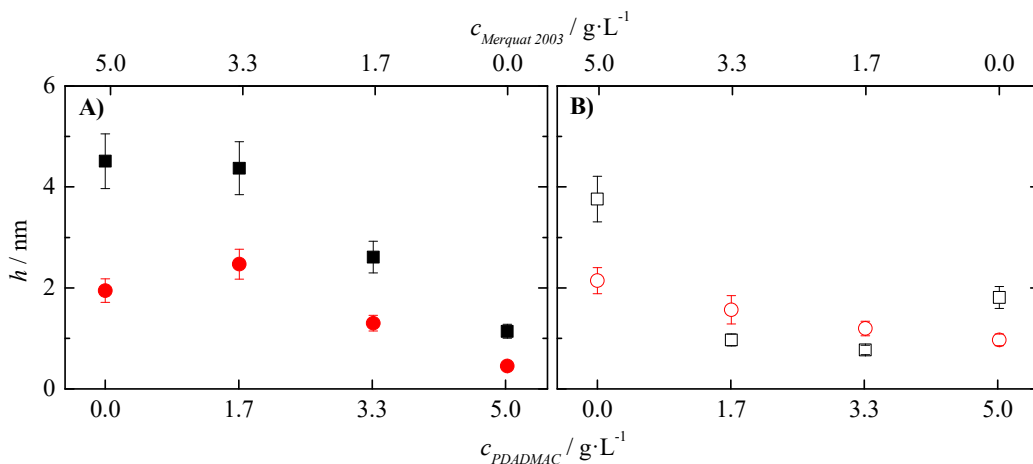 c Merquat 2003 / g·L⁻¹
5.0 3.3 1.7 0.0 5.0 3.3 1.7 0.0
A) B)
6
4
2
0
h / nm
0.0 1.7 3.3 5.0 0.0 1.7 3.3 5.0
c PDADMAC / g·L⁻¹